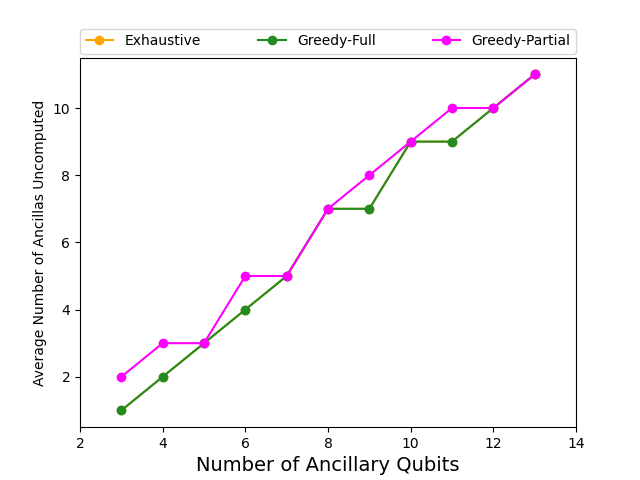 Exhaustive Greedy-Full Greedy-Partial
Average Number of Ancillas Uncomputed
10
8
6
4
2
2 4 6 8 10 12 14
Number of Ancillary Qubits